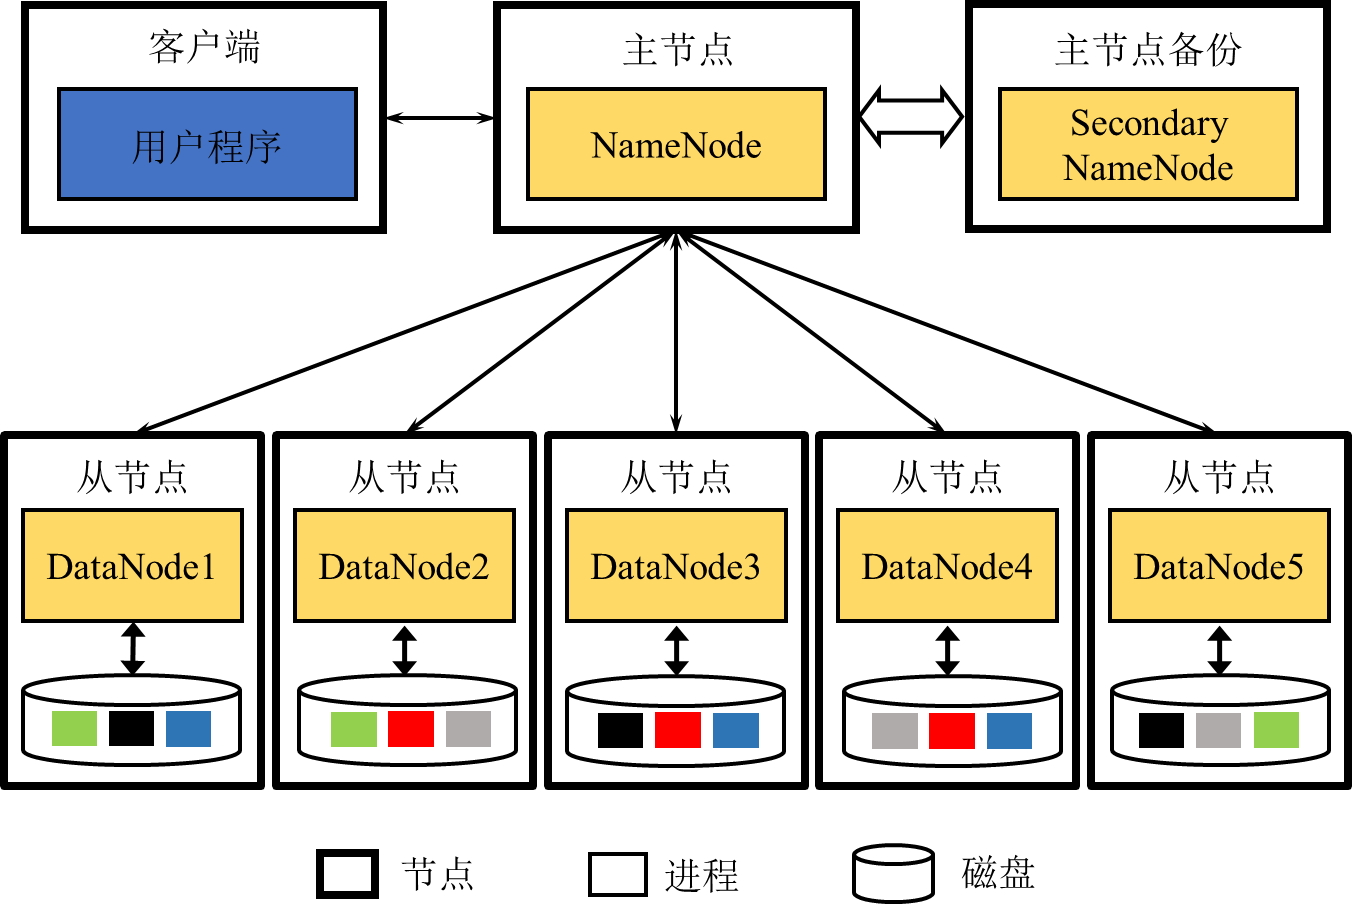 客户端
主节点
主节点备份
用户程序
NameNode
Secondary
NameNode
从节点
从节点
从节点
从节点
从节点
DataNode1
DataNode2
DataNode3
DataNode4
DataNode5
节点
进程
磁盘